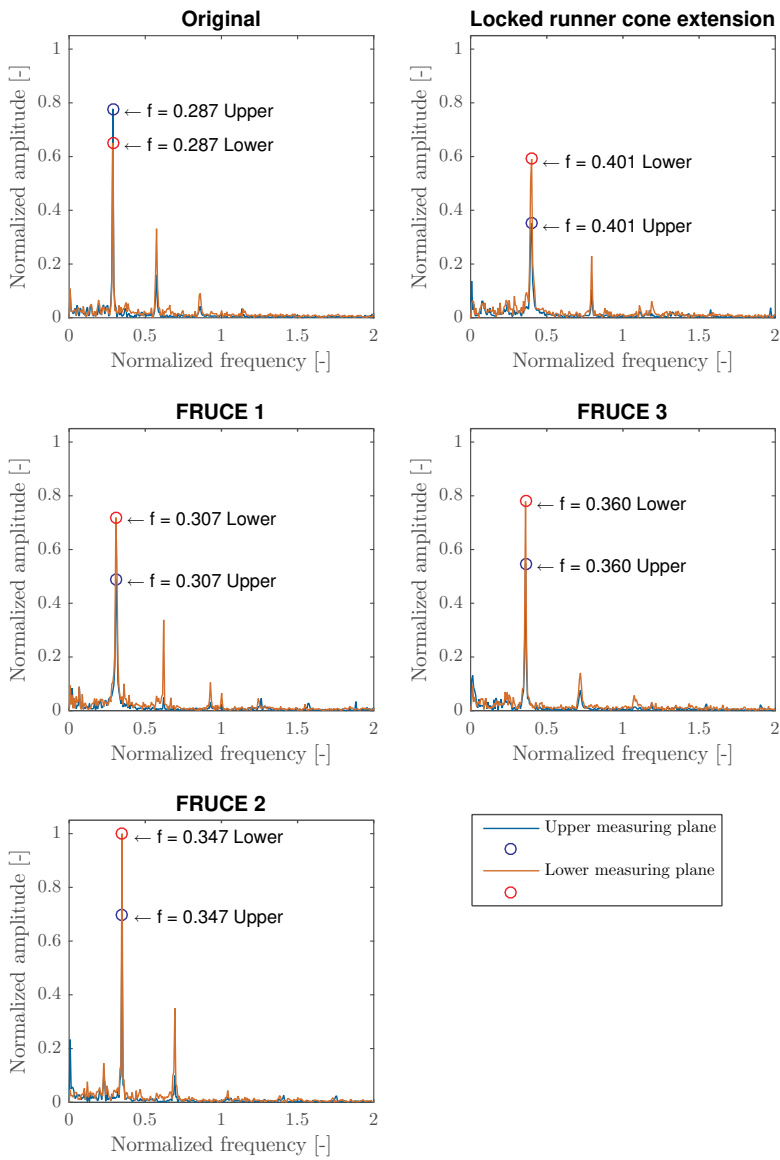 Original
Normalized amplitude [-]
1
0.8
0.6
0.4
0.2
0
← f = 0.287 Upper
← f = 0.287 Lower
0 0.5 1 1.5 2
Normalized frequency [-]
Locked runner cone extension
Normalized amplitude [-]
1
0.8
0.6
0.4
0.2
0
← f = 0.401 Lower
← f = 0.401 Upper
0 0.5 1 1.5 2
Normalized frequency [-]
FRUCE 1
Normalized amplitude [-]
1
0.8
0.6
0.4
0.2
0
← f = 0.307 Lower
← f = 0.307 Upper
0 0.5 1 1.5 2
Normalized frequency [-]
FRUCE 3
Normalized amplitude [-]
1
0.8
0.6
0.4
0.2
0
← f = 0.360 Lower
← f = 0.360 Upper
0 0.5 1 1.5 2
Normalized frequency [-]
FRUCE 2
Normalized amplitude [-]
1
0.8
0.6
0.4
0.2
0
← f = 0.347 Lower
← f = 0.347 Upper
0 0.5 1 1.5 2
Normalized frequency [-]
Upper measuring plane
Lower measuring plane